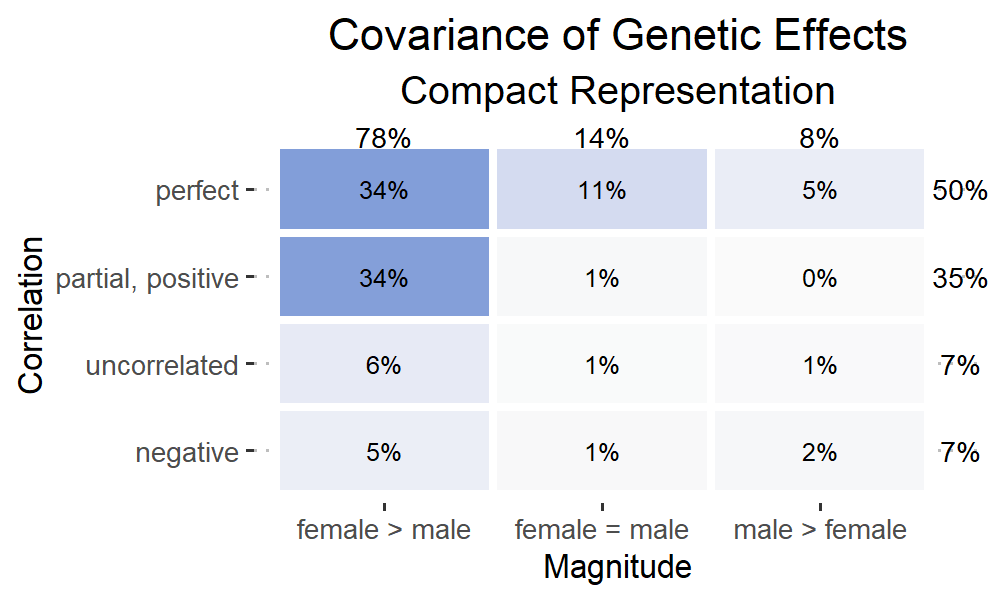 Covariance of Genetic Effects
Compact Representation
78% 14% 8%
perfect 34% 11% 5% 50%
partial, positive 34% 1% 0% 35%
uncorrelated 6% 1% 1% 7%
negative 5% 1% 2% 7%
Correlation
female > male female = male male > female
Magnitude